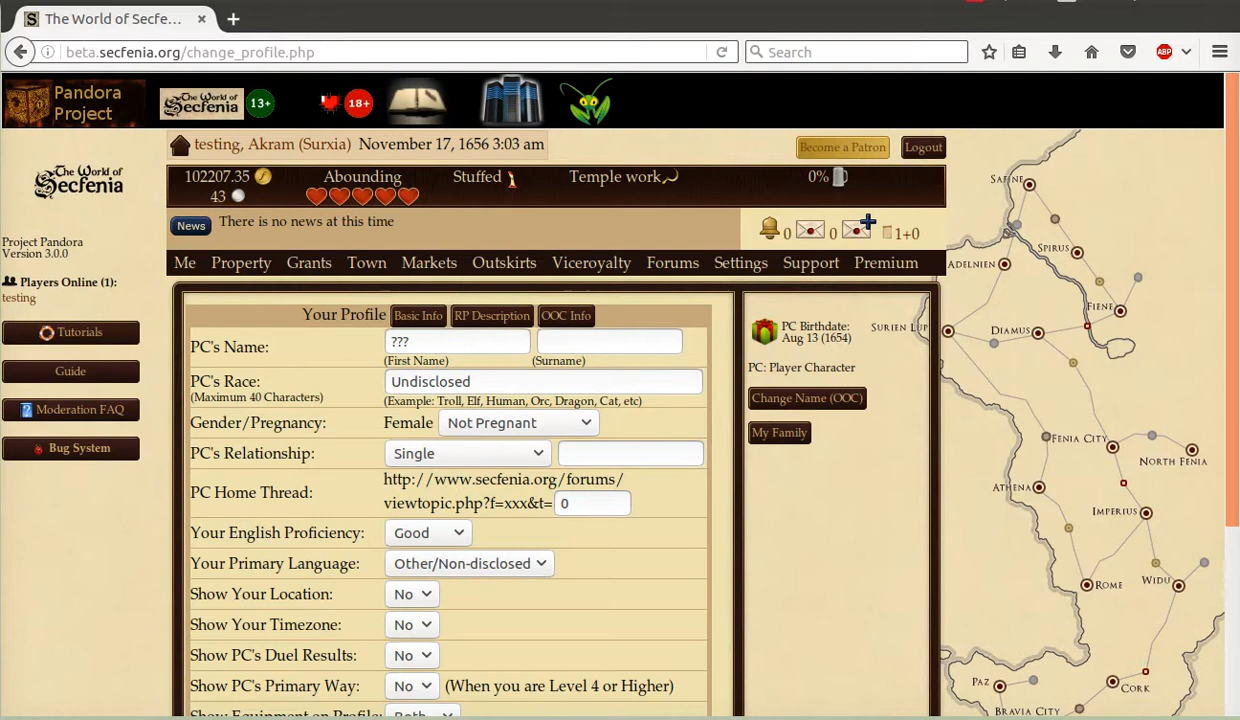 The World of Secfe...
beta.secfenia.org/change_profile.php
Search
ABP
Pandora
Project
The World of
Secfenia
13+
18+
testing, Akram (Surxia) November 17, 1656 3:03 am
Become a Patron
Logout
The World of
Secfenia
102207.35
Abounding
Stuffed
Temple work
0%
43
News
There is no news at this time
0
0
1+0
Project Pandora
Version 3.0.0
Players Online (1):
testing
Tutorials
Guide
Moderation FAQ
Bug System
Me
Property
Grants
Town
Markets
Outskirts
Viceroyalty
Forums
Settings
Support
Premium
Your Profile
Basic Info
RP Description
OOC Info
PC's Name:
???
(First Name)
(Surname)
PC's Race:
(Maximum 40 Characters)
Undisclosed
(Example: Troll, Elf, Human, Orc, Dragon, Cat, etc)
Gender/Pregnancy:
Female
Not Pregnant
PC's Relationship:
Single
PC Home Thread:
http://www.secfenia.org/forums/
viewtopic.php?f=xxx&t=
0
Your English Proficiency:
Good
Your Primary Language:
Other/Non-disclosed
Show Your Location:
No
Show Your Timezone:
No
Show PC's Duel Results:
No
Show PC's Primary Way:
No
(When you are Level 4 or Higher)
Show Equipment on Profile:
Both
PC Birthdate:
Aug 13 (1654)
PC: Player Character
Change Name (OOC)
My Family
Safine
Spirus
Adelnien
Fiene
Surien Lup
Diamus
Fenia City
North Fenia
Athena
Imperius
Rome
Widu
Paz
Cork
Bravia City